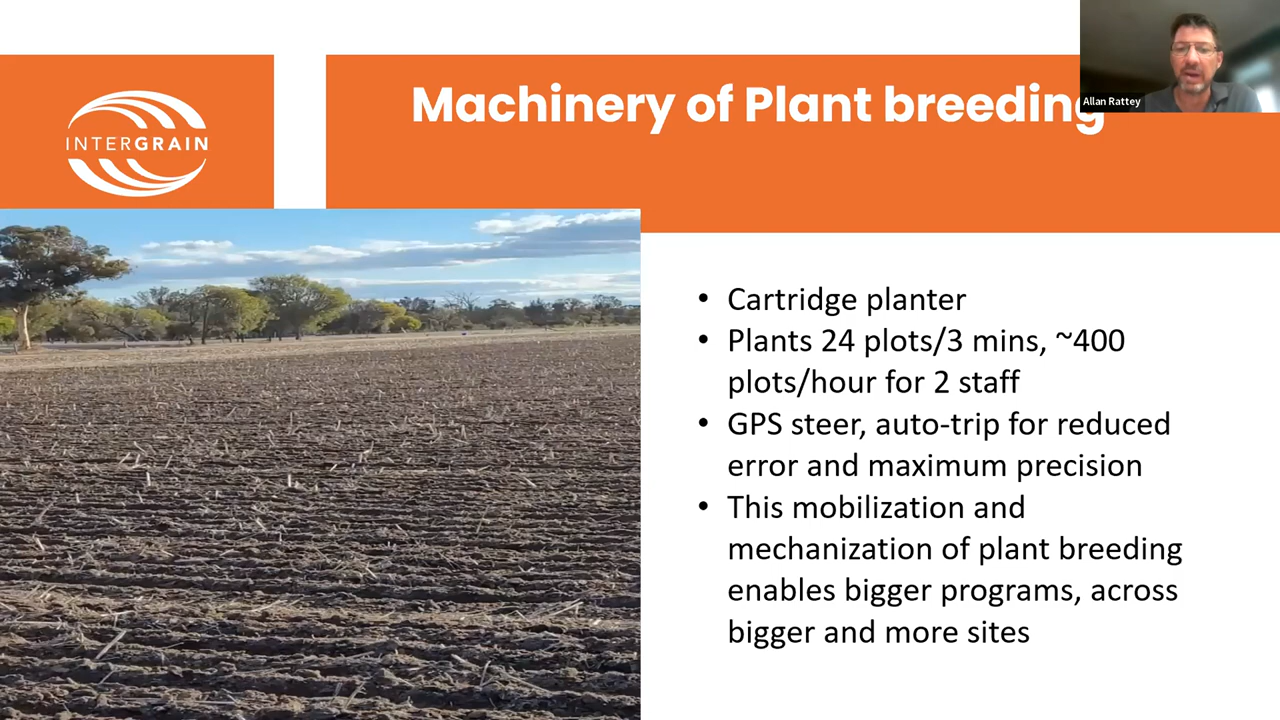 Machinery of Plant breeding
Allan Rattey
INTERGRAIN
• Cartridge planter
• Plants 24 plots/3 mins, ~400
plots/hour for 2 staff
• GPS steer, auto-trip for reduced
error and maximum precision
• This mobilization and
mechanization of plant breeding
enables bigger programs, across
bigger and more sites